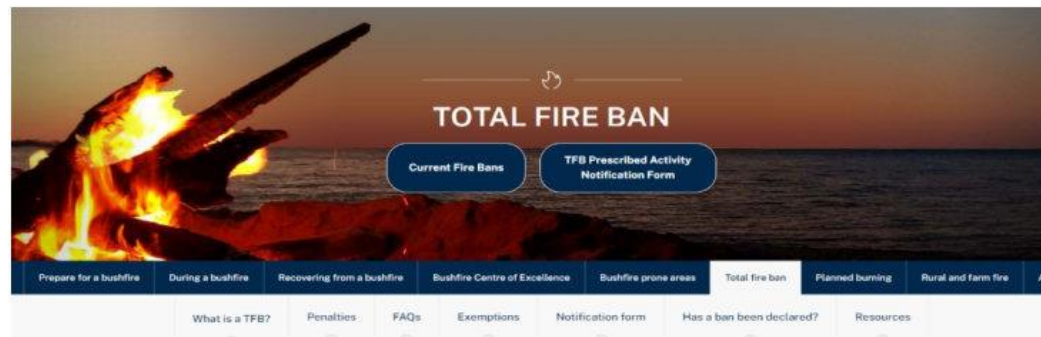 TOTAL FIRE BAN
Current Fire Bans
TFB Prescribed Activity
Notification Form
Prepare for a bushfire During a bushfire Recovering from a bushfire Bushfire Centre of Excellence Bushfire prone areas Total fire ban Planned burning Rural and farm fire
What is a TFB? Penalties FAQs Exemptions Notification form Has a ban been declared? Resources